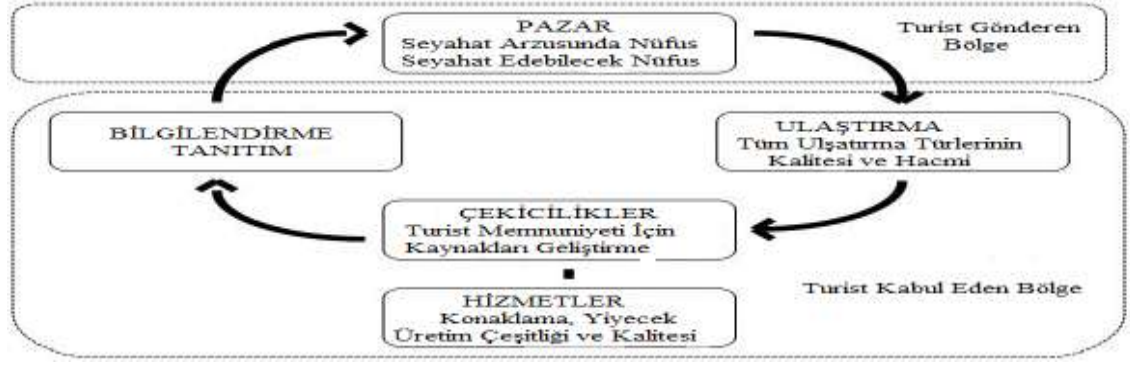 PAZAR
Seyahat Arzusunda Nüfus
Seyahat Edebilecek Nüfus
Turist Gönderen
Bölge
BİLGİLENDİRME
TANITIM
ULAŞTIRMA
Tüm Ulşatırma Türlerinin
Kalitesi ve Hacmi
ÇEKİCİLİKLER
Turist Memnuniyeti İçin
Kaynakları Geliştirme
HİZMETLER
Konaklama, Yiyecek
Üretim Çeşitliği ve Kalitesi
Turist Kabul Eden Bölge